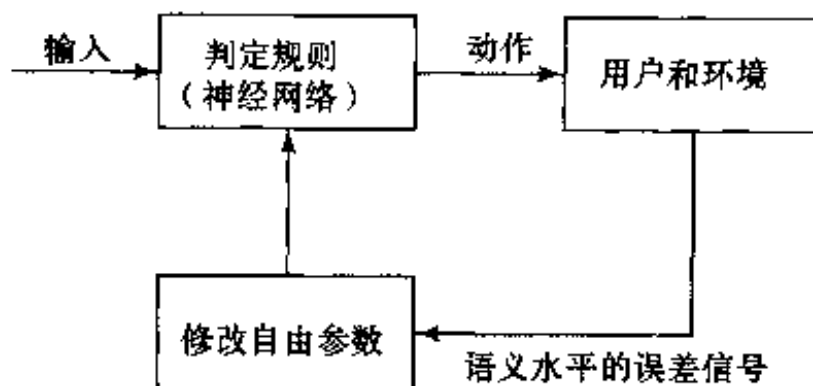 输入
判定规则
（神经网络）
动作
用户和环境
修改自由参数
语义水平的误差信号